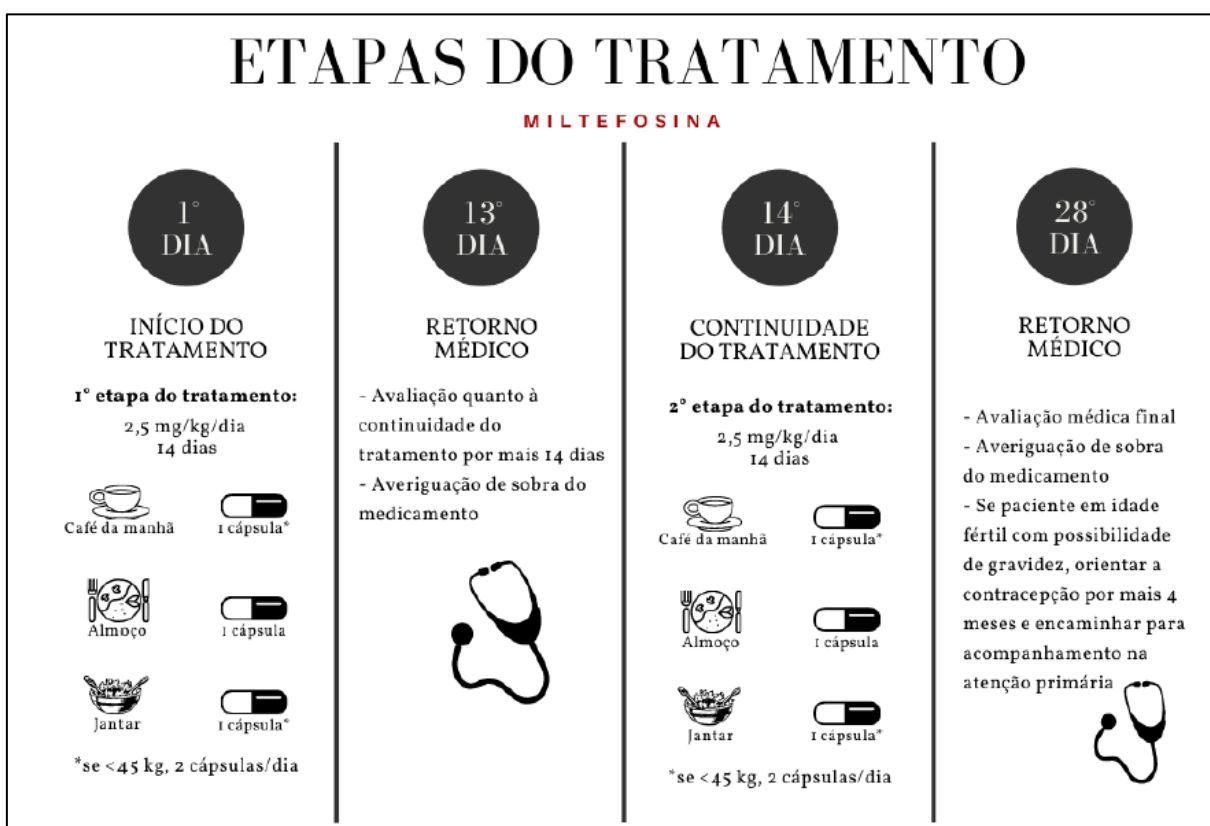 ETAPAS DO TRATAMENTO
MILTEFOSINA
1°
DIA
INÍCIO DO
TRATAMENTO
1° etapa do tratamento:
2,5 mg/kg/dia
14 dias
Café da manhã
1 cápsula*
Almoço
1 cápsula
Jantar
1 cápsula*
*se <45 kg, 2 cápsulas/dia
13°
DIA
RETORNO
MÉDICO
- Avaliação quanto à
continuidade do
tratamento por mais 14 dias
- Averiguação de sobra do
medicamento
14°
DIA
CONTINUIDADE
DO TRATAMENTO
2° etapa do tratamento:
2,5 mg/kg/dia
14 dias
Café da manhã
1 cápsula*
Almoço
1 cápsula
Jantar
1 cápsula*
*se <45 kg, 2 cápsulas/dia
28°
DIA
RETORNO
MÉDICO
- Avaliação médica final
- Averiguação de sobra
do medicamento
- Se paciente em idade
fértil com possibilidade
de gravidez, orientar a
contracepção por mais 4
meses e encaminhar para
acompanhamento na
atenção primária